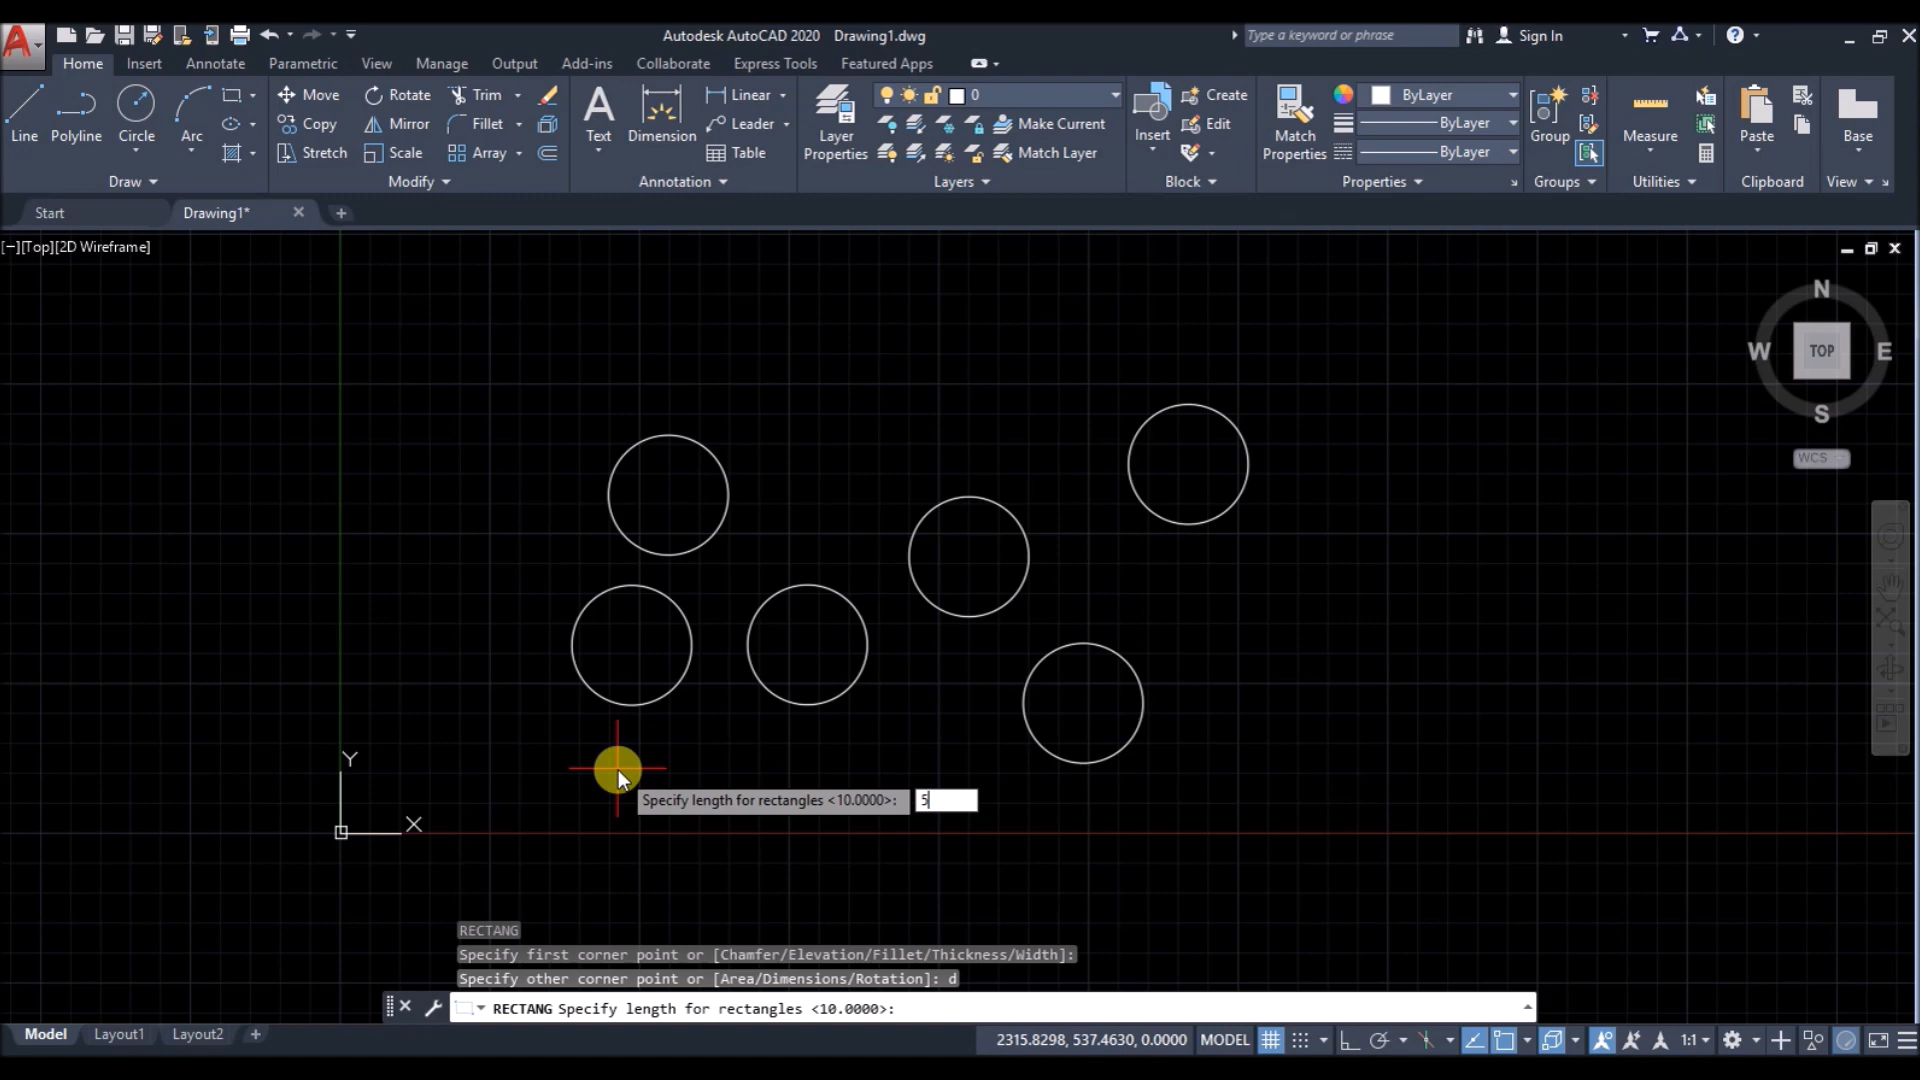 Autodesk AutoCAD 2020 Drawing1.dwg
Type a keyword or phrase
Sign In
Home Insert Annotate Parametric View Manage Output Add-ins Collaborate Express Tools Featured Apps
Line
Polyline
Circle
Arc
Move
Rotate
Trim
Copy
Mirror
Fillet
Stretch
Scale
Array
Text
Dimension
Linear
Leader
Table
Layer
Properties
0
Make Current
Match Layer
Insert
Create
Edit
Match
Properties
ByLayer
ByLayer
ByLayer
Group
Measure
Paste
Base
Draw
Modify
Annotation
Layers
Block
Properties
Groups
Utilities
Clipboard
View
Start
Drawing1*
[−][Top][2D Wireframe]
N
W
TOP
E
S
WCS
Y
X
Specify length for rectangles <10.0000>: 5
RECTANG
Specify first corner point or [Chamfer/Elevation/Fillet/Thickness/Width]:
Specify other corner point or [Area/Dimensions/Rotation]: d
RECTANG Specify length for rectangles <10.0000>:
Model Layout1 Layout2
2315.8298, 537.4630, 0.0000 MODEL
1:1